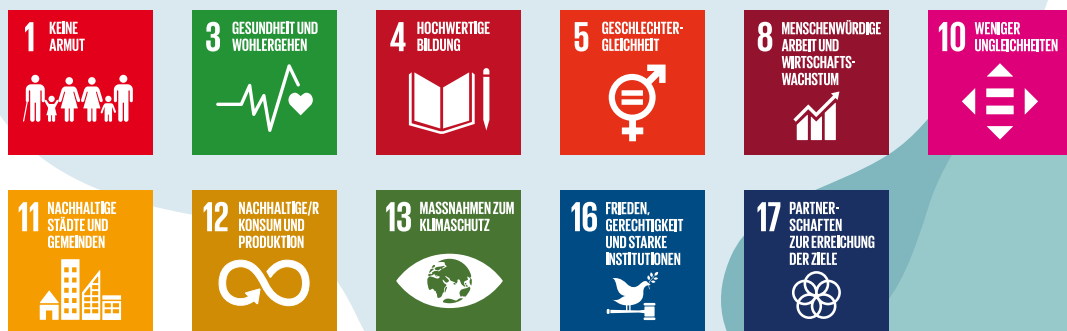 1 KEINE
ARMUT
3 GESUNDHEIT UND
WOHLERGEHEN
4 HOCHWERTIGE
BILDUNG
5 GESCHLECHTER-
GLEICHHEIT
8 MENSCHENWÜRDIGE
ARBEIT UND
WIRTSCHAFTS-
WACHSTUM
10 WENIGER
UNGLEICHHEITEN
11 NACHHALTIGE
STÄDTE UND
GEMEINDEN
12 NACHHALTIGE/R
KONSUM UND
PRODUKTION
13 MASSNAHMEN ZUM
KLIMASCHUTZ
16 FRIEDEN,
GERECHTIGKEIT
UND STARKE
INSTITUTIONEN
17 PARTNER-
SCHAFTEN
ZUR ERREICHUNG
DER ZIELE